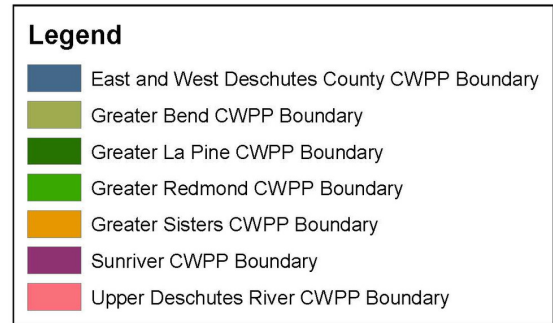 Legend
East and West Deschutes County CWPP Boundary
Greater Bend CWPP Boundary
Greater La Pine CWPP Boundary
Greater Redmond CWPP Boundary
Greater Sisters CWPP Boundary
Sunriver CWPP Boundary
Upper Deschutes River CWPP Boundary